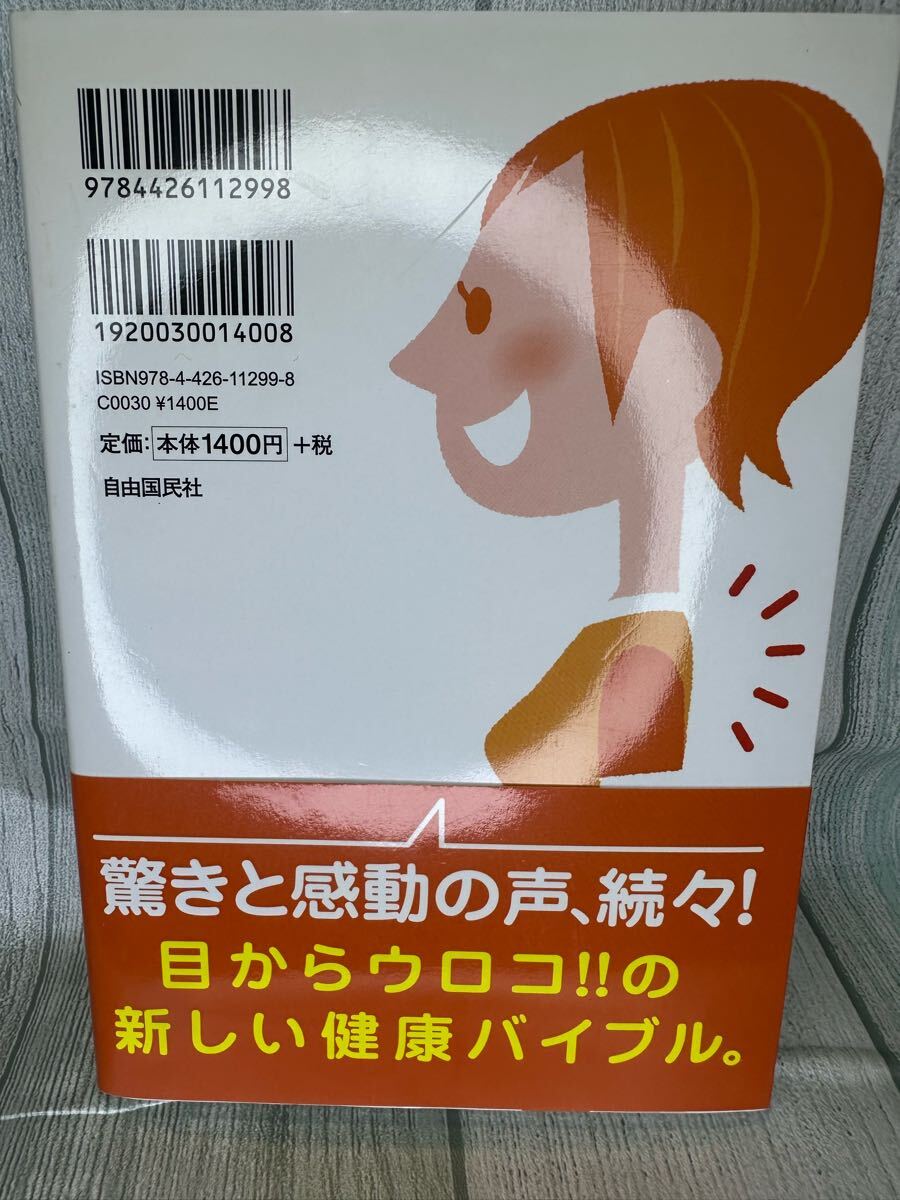 9784426112998
1920030014008
ISBN978-4-426-11299-8
C0030 ¥1400E
定価: 本体1400円 +税
自由国民社
驚きと感動の声、続々!
目からウロコ!!の
新しい健康バイブル。